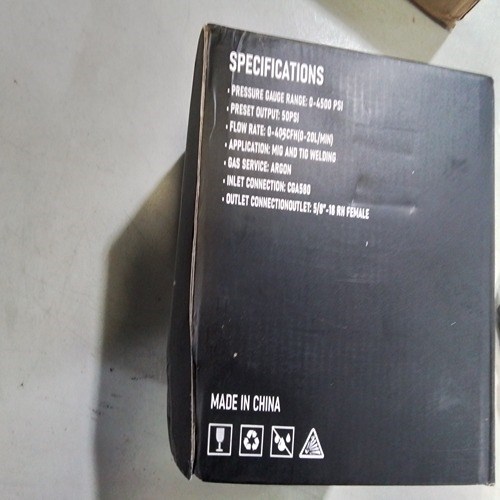 SPECIFICATIONS
• PRESSURE GAUGE RANGE: 0-4500 PSI
• PRESET OUTPUT: 50PSI
• FLOW RATE: 0-40SCFH(0-20L/MIN)
• APPLICATION: MIG AND TIG WELDING
• GAS SERVICE: ARGON
• INLET CONNECTION: CGA580
• OUTLET CONNECTIONOUTLET: 5/8"-18 RH FEMALE
MADE IN CHINA